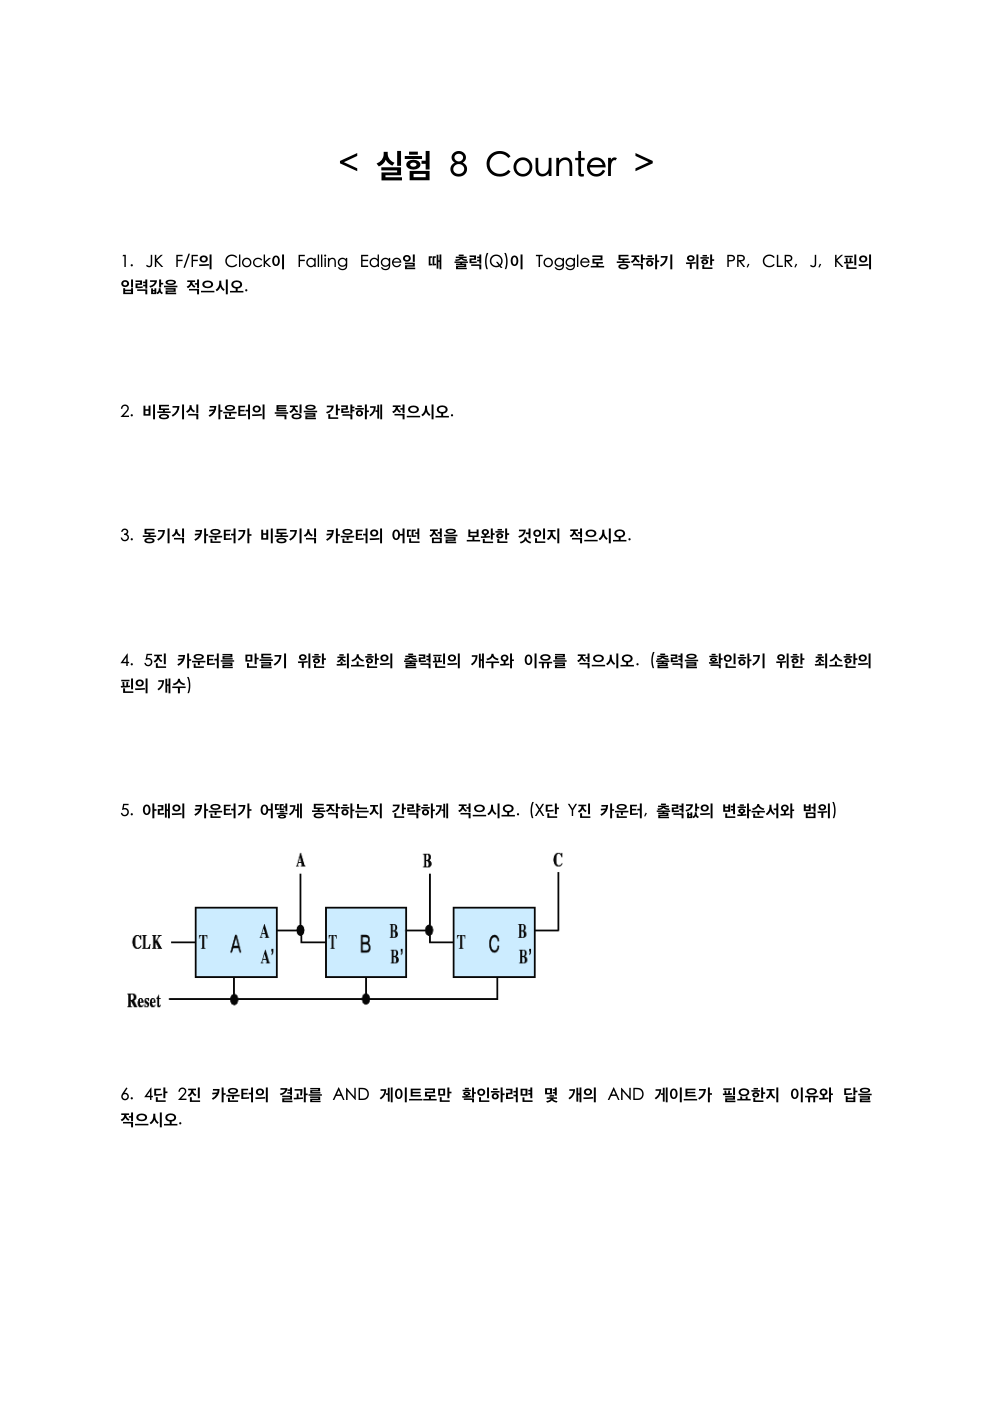 < 실험 8 Counter >
1. JK F/F의 Clock이 Falling Edge일 때 출력(Q)이 Toggle로 동작하기 위한 PR, CLR, J, K핀의
입력값을 적으시오.
2. 비동기식 카운터의 특징을 간략하게 적으시오.
3. 동기식 카운터가 비동기식 카운터의 어떤 점을 보완한 것인지 적으시오.
4. 5진 카운터를 만들기 위한 최소한의 출력핀의 개수와 이유를 적으시오. (출력을 확인하기 위한 최소한의
핀의 개수)
5. 아래의 카운터가 어떻게 동작하는지 간략하게 적으시오. (X단 Y진 카운터, 출력값의 변화순서와 범위)
A B C
A B B
CLK T A T B T C
A' B' B'
Reset
6. 4단 2진 카운터의 결과를 AND 게이트로만 확인하려면 몇 개의 AND 게이트가 필요한지 이유와 답을
적으시오.